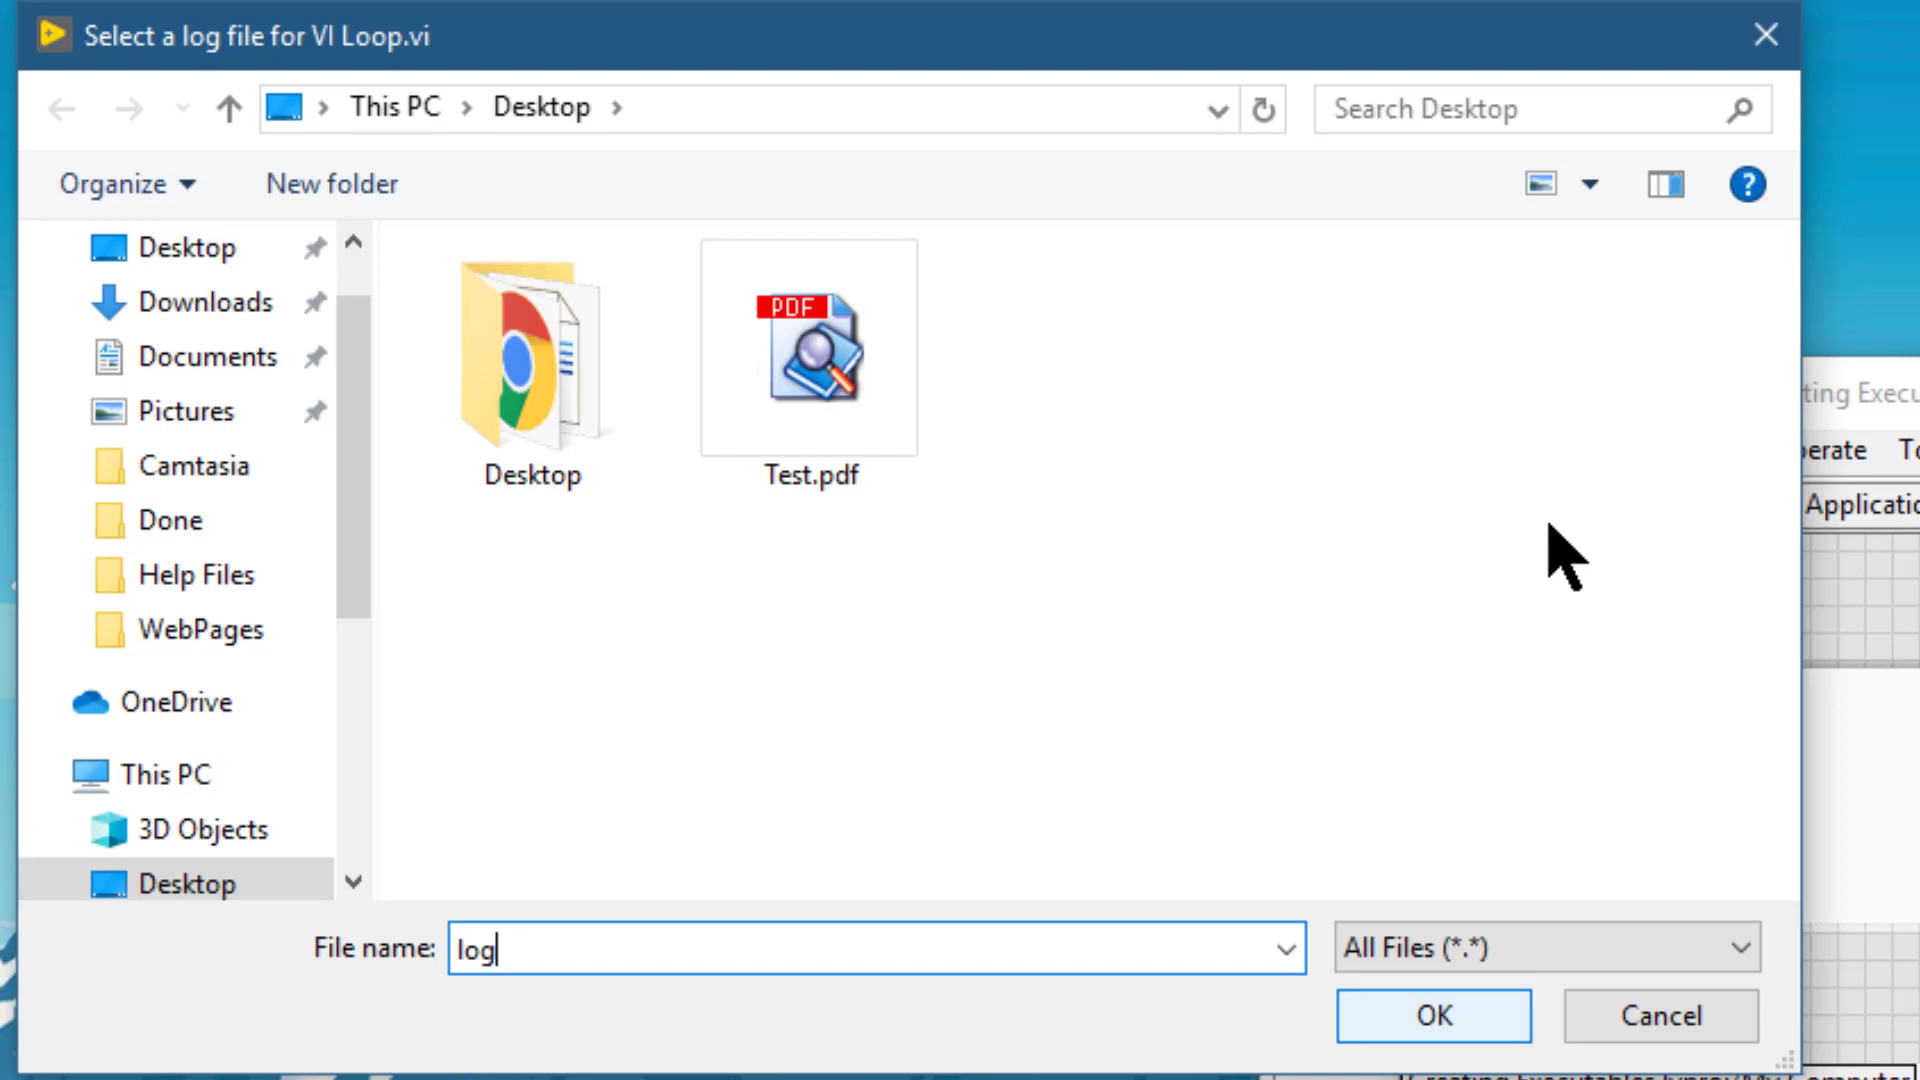 Select a log file for VI Loop.vi
This PC
Desktop
Search Desktop
Organize
New folder
Desktop
Downloads
Documents
Pictures
Camtasia
Done
Help Files
WebPages
OneDrive
This PC
3D Objects
Desktop
PDF
Desktop
Test.pdf
ting Execu
erate To
Applicatio
File name:
log
All Files (*.*)
OK
Cancel